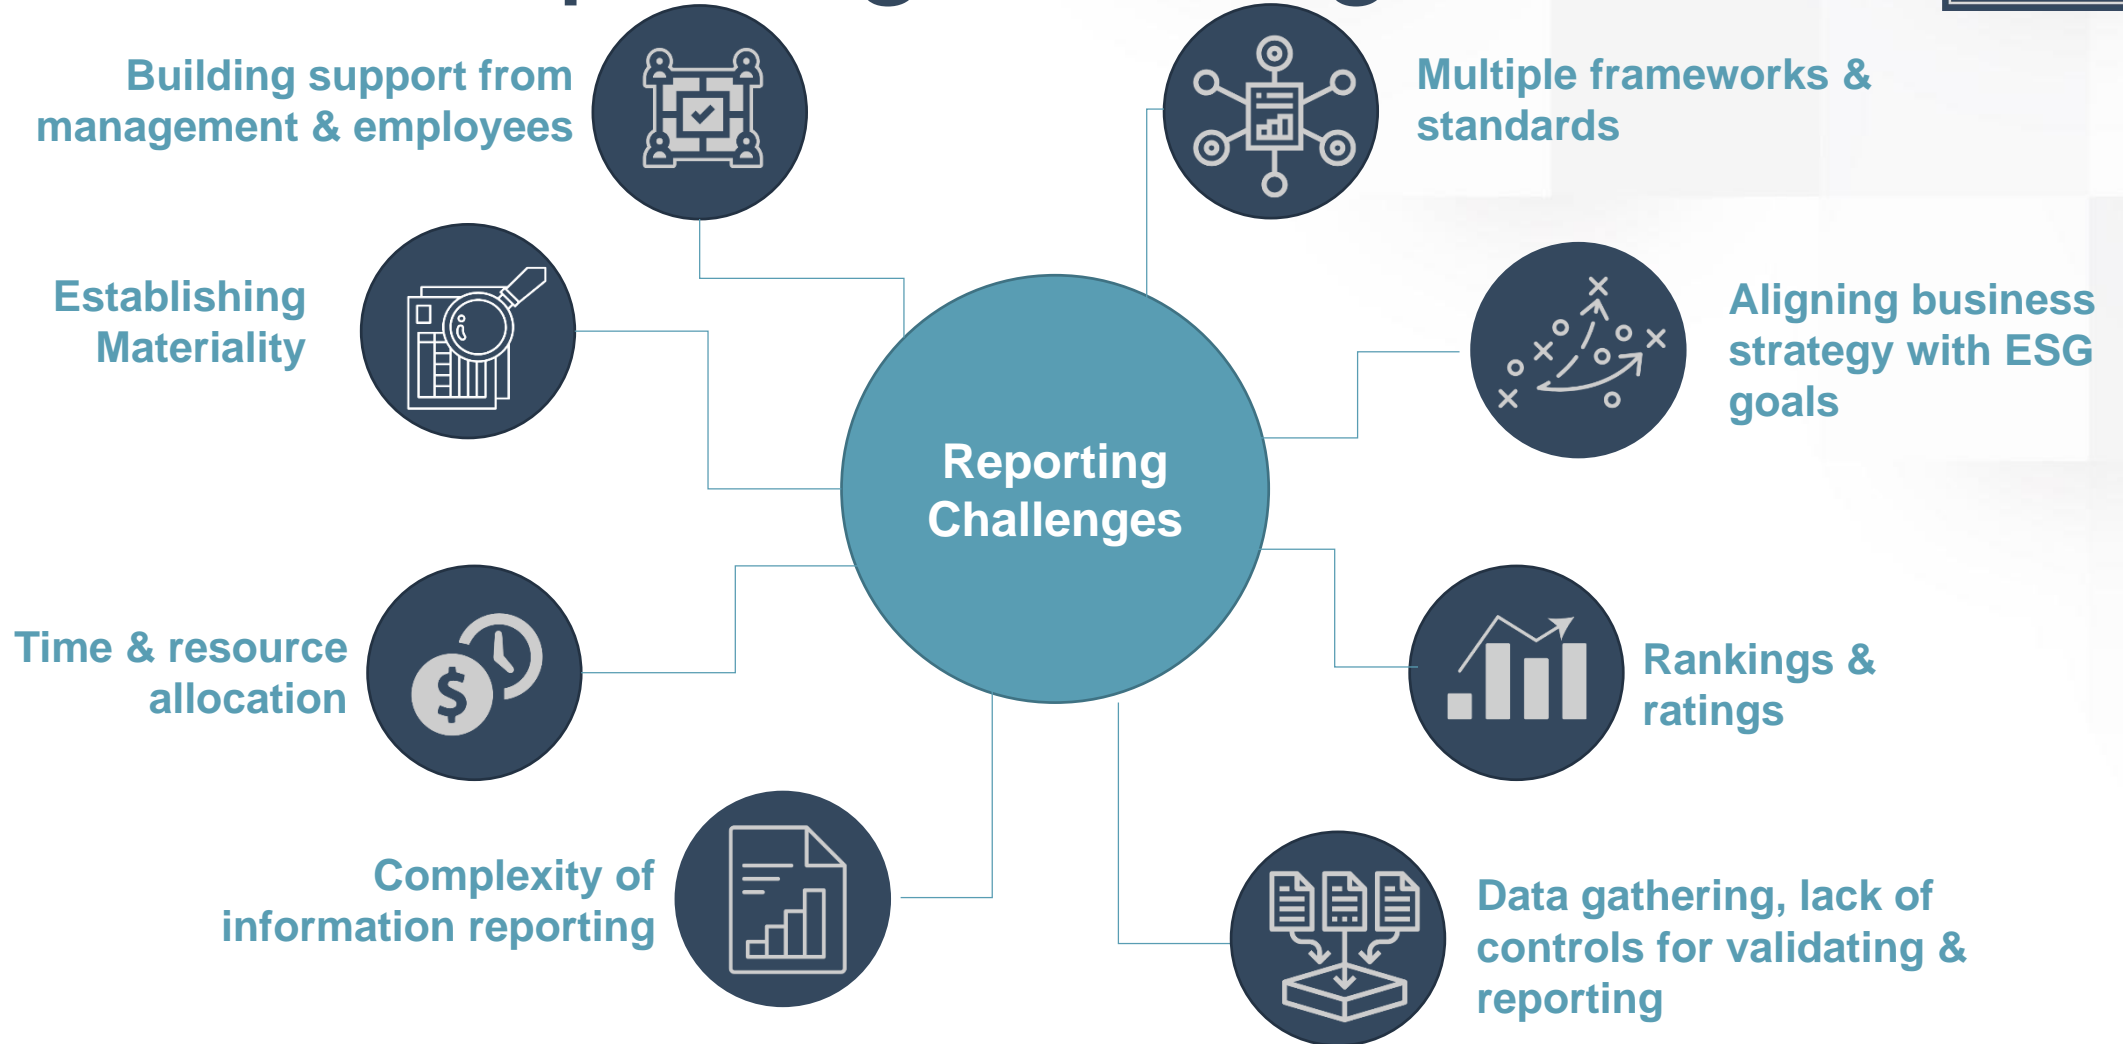 Building support from
management & employees
Multiple frameworks &
standards
Establishing
Materiality
Aligning business
strategy with ESG
goals
Reporting
Challenges
Time & resource
allocation
$
Rankings &
ratings
Complexity of
information reporting
Data gathering, lack of
controls for validating &
reporting